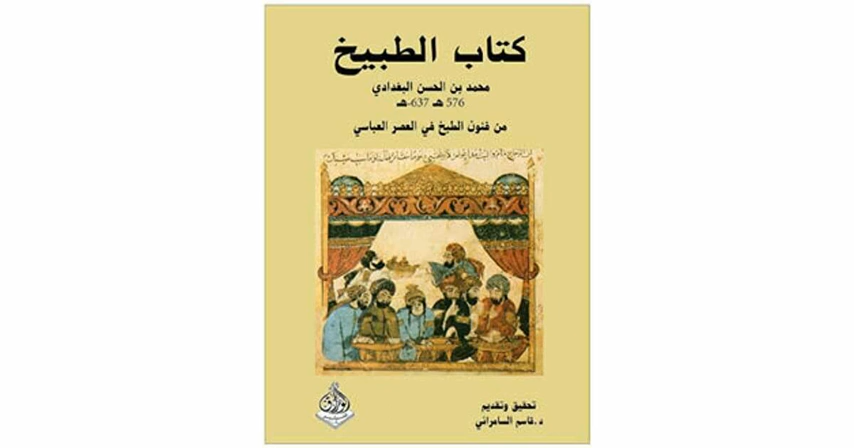 كتاب الطبيخ
محمد بن الحسن البغدادي
576 هـ 637-هـ
من فنون الطبخ في العصر العباسي
تحقيق وتقديم
د.قاسم السامرائي